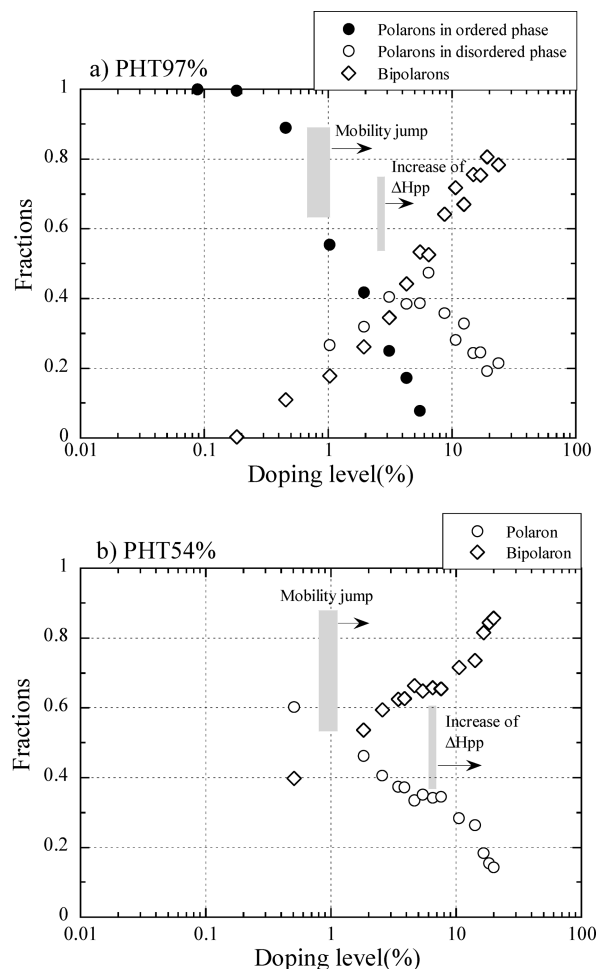 Polarons in ordered phase
Polarons in disordered phase
Bipolarons
a) PHT97%
1
Mobility jump
0.8
Increase of
ΔHpp
0.6
Fractions
0.4
0.2
0
0.01 0.1 1 10 100
Doping level(%)
Polaron
Bipolaron
b) PHT54%
1
Mobility jump
0.8
0.6
Increase of
ΔHpp
Fractions
0.4
0.2
0
0.01 0.1 1 10 100
Doping level(%)